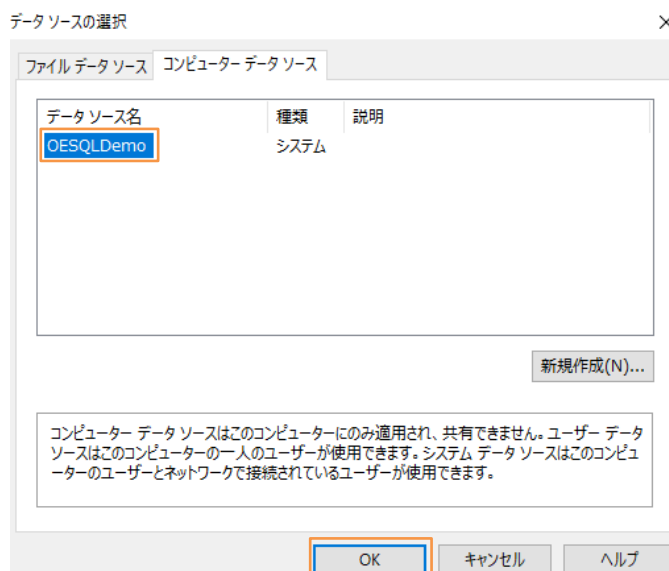 データ ソースの選択
ファイル データ ソース コンピューター データ ソース
データ ソース名 種類 説明
OESQLDemo システム
新規作成(N)...
コンピューター データ ソースはこのコンピューターにのみ適用され、共有できません。ユーザー データ
ソースはこのコンピューターの一人のユーザーが使用できます。システム データ ソースはこのコンピュ
ーターのユーザーとネットワークで接続されているユーザーが使用できます。
OK キャンセル ヘルプ